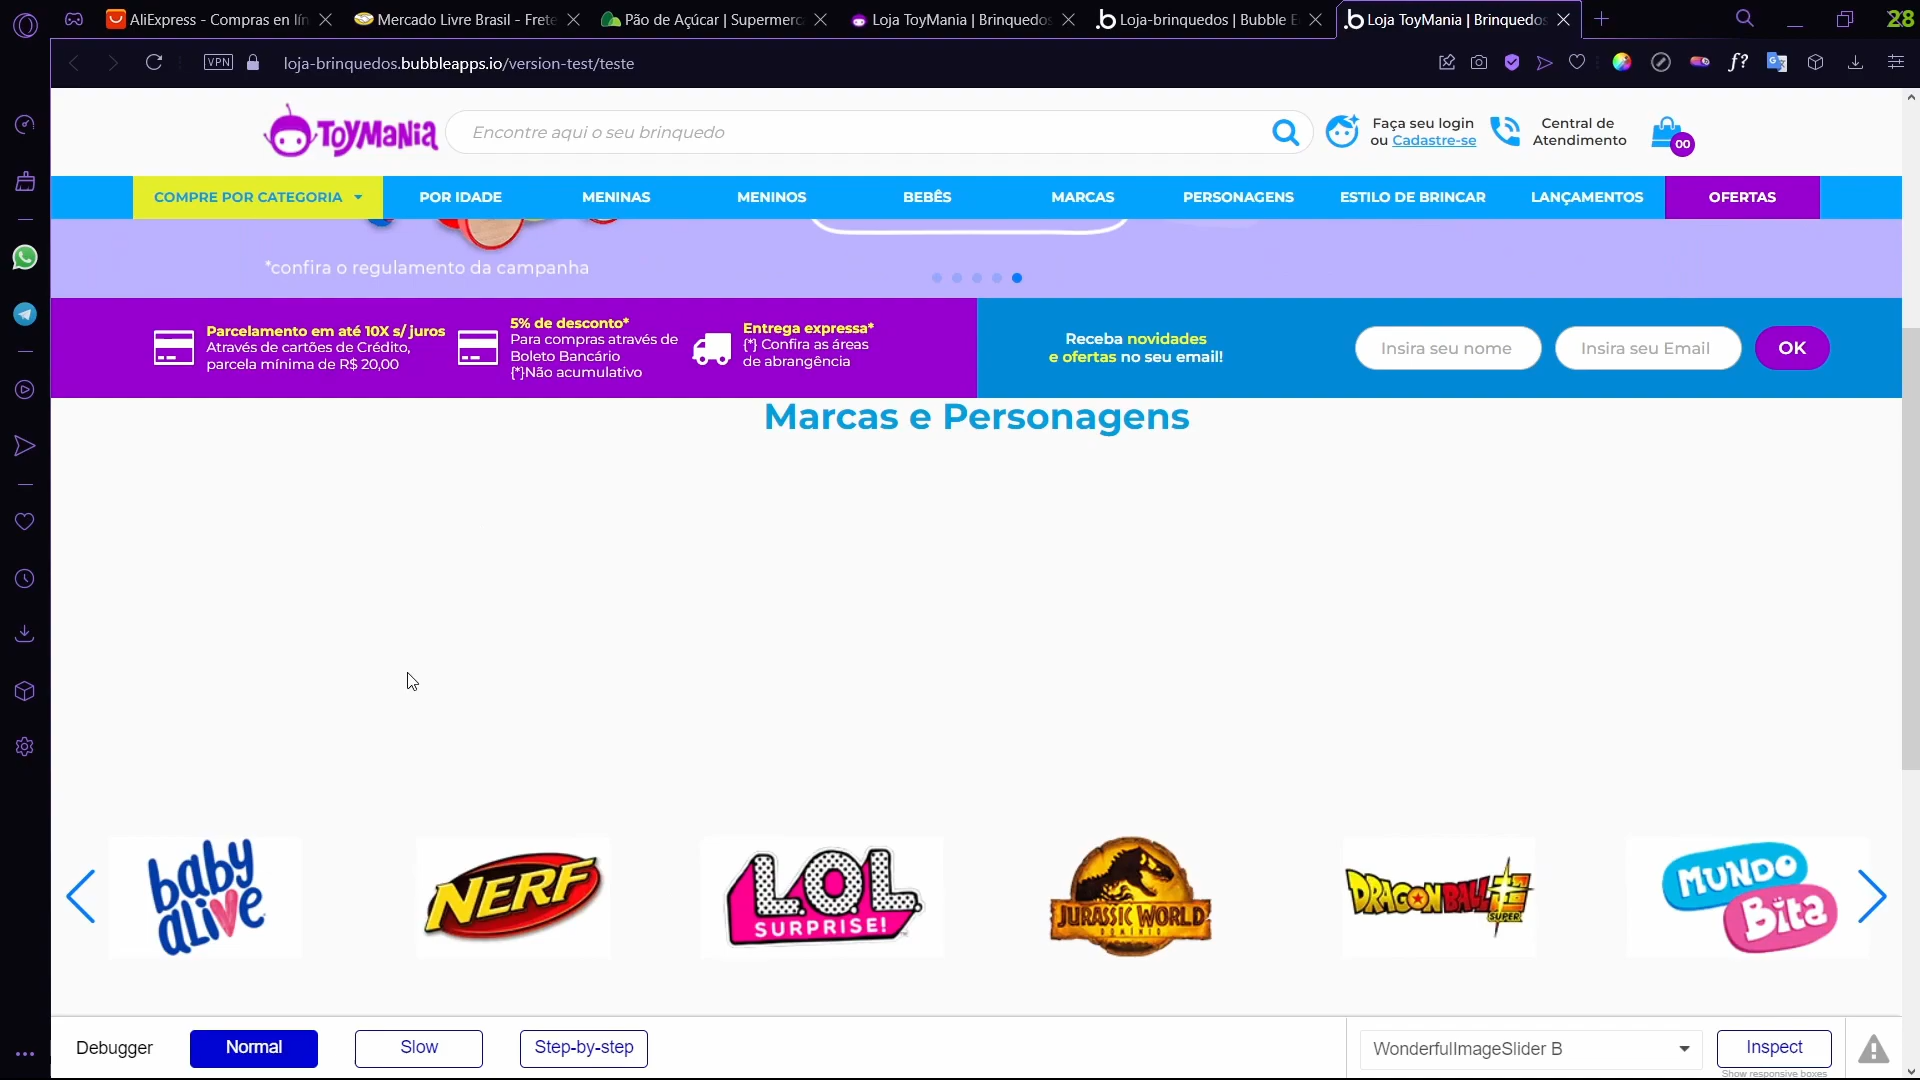 AliExpress - Compras en lín
Mercado Livre Brasil - Frete
Pão de Açúcar | Supermerc
Loja ToyMania | Brinquedos
Loja-brinquedos | Bubble E
Loja ToyMania | Brinquedos
28
VPN
loja-brinquedos.bubbleapps.io/version-test/teste
f?
TOYMANIA
Encontre aqui o seu brinquedo
Faça seu login
ou Cadastre-se
Central de
Atendimento
00
COMPRE POR CATEGORIA
POR IDADE
MENINAS
MENINOS
BEBÊS
MARCAS
PERSONAGENS
ESTILO DE BRINCAR
LANÇAMENTOS
OFERTAS
*confira o regulamento da campanha
Parcelamento em até 10X s/ juros
Através de cartões de Crédito,
parcela mínima de R$ 20,00
5% de desconto*
Para compras através de
Boleto Bancário
{*}Não acumulativo
Entrega expressa*
{*} Confira as áreas
de abrangência
Receba novidades
e ofertas no seu email!
Insira seu nome
Insira seu Email
OK
Marcas e Personagens
baby
alive
NERF
L.O.L.
SURPRISE!
JURASSIC WORLD
DOMINIO
DRAGON BALL
SUPER
MUNDO
Bita
Debugger
Normal
Slow
Step-by-step
WonderfulImageSlider B
Inspect
Show responsive boxes